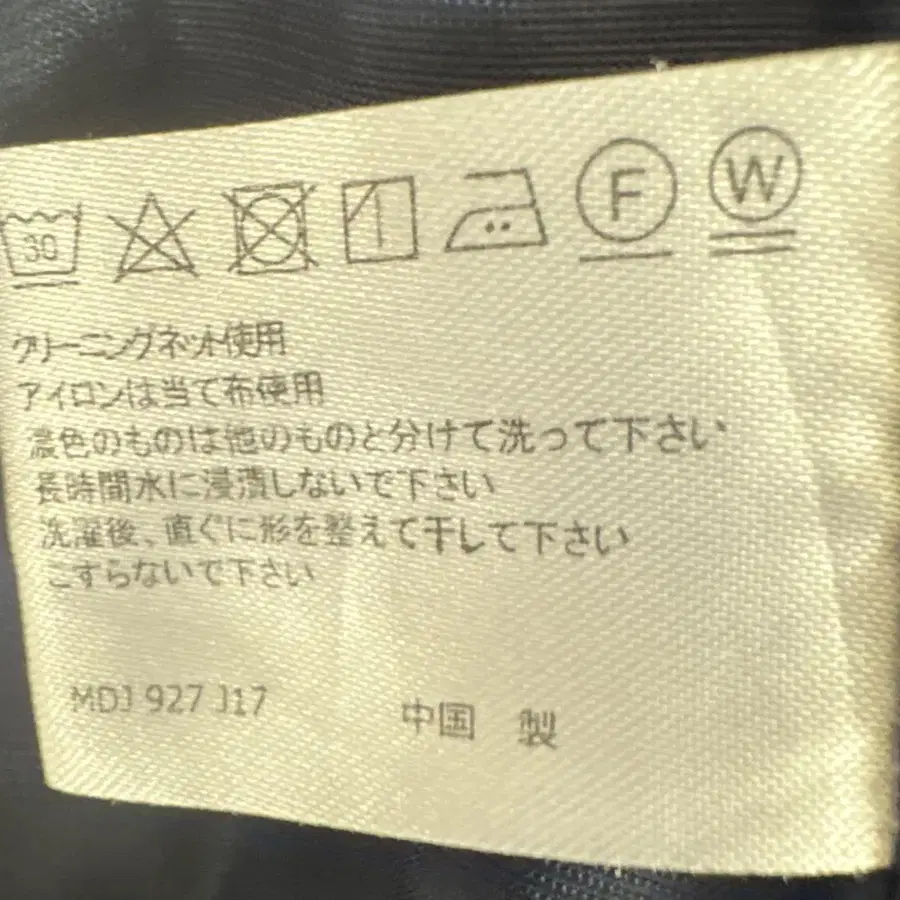 30
F W
クリーニングネット使用
アイロンは当て布使用
濃色のものは他のものと分けて洗って下さい
長時間水に浸漬しないで下さい
洗濯後、直ぐに形を整えて干して下さい
こすらないで下さい
MDJ 927 J17 中国 製